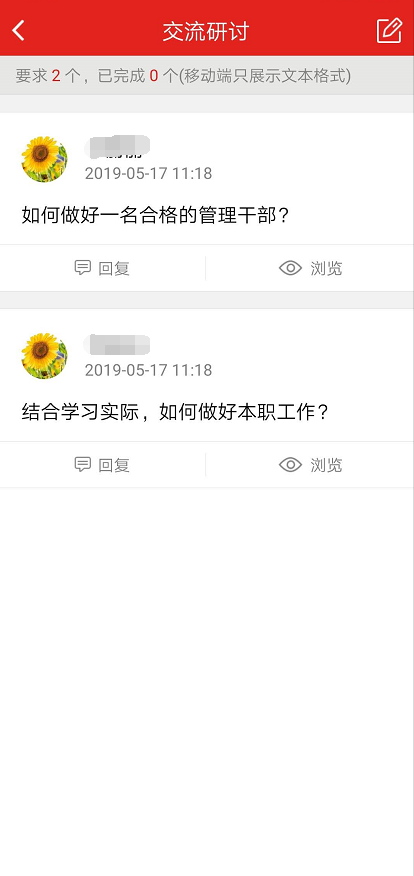 交流研讨
要求 2 个，已完成 0 个(移动端只展示文本格式)
2019-05-17 11:18
如何做好一名合格的管理干部？
回复 浏览
2019-05-17 11:18
结合学习实际，如何做好本职工作？
回复 浏览